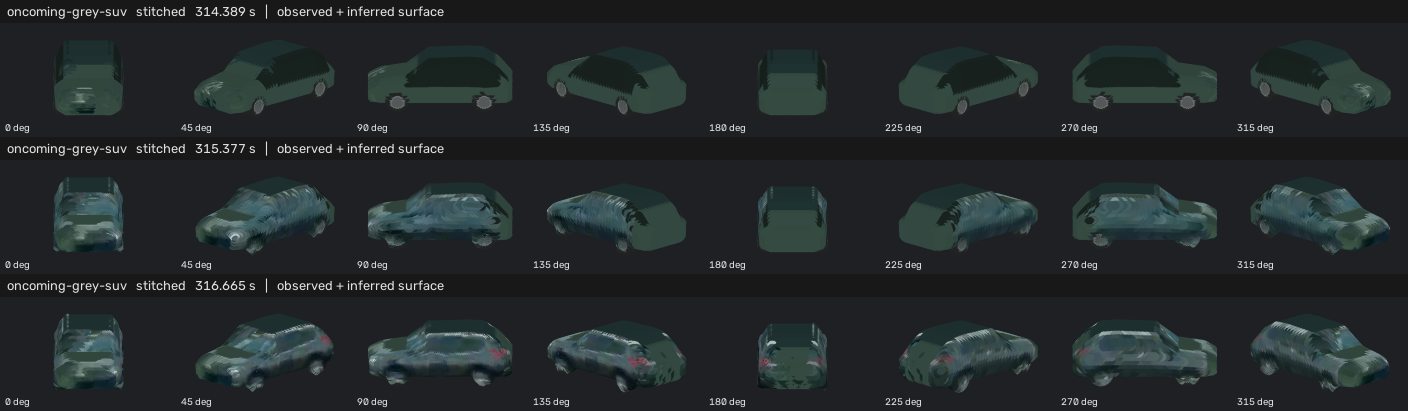 oncoming-grey-suv stitched 314.389 s | observed + inferred surface
0 deg 45 deg 90 deg 135 deg 180 deg 225 deg 270 deg 315 deg
oncoming-grey-suv stitched 315.377 s | observed + inferred surface
0 deg 45 deg 90 deg 135 deg 180 deg 225 deg 270 deg 315 deg
oncoming-grey-suv stitched 316.665 s | observed + inferred surface
0 deg 45 deg 90 deg 135 deg 180 deg 225 deg 270 deg 315 deg